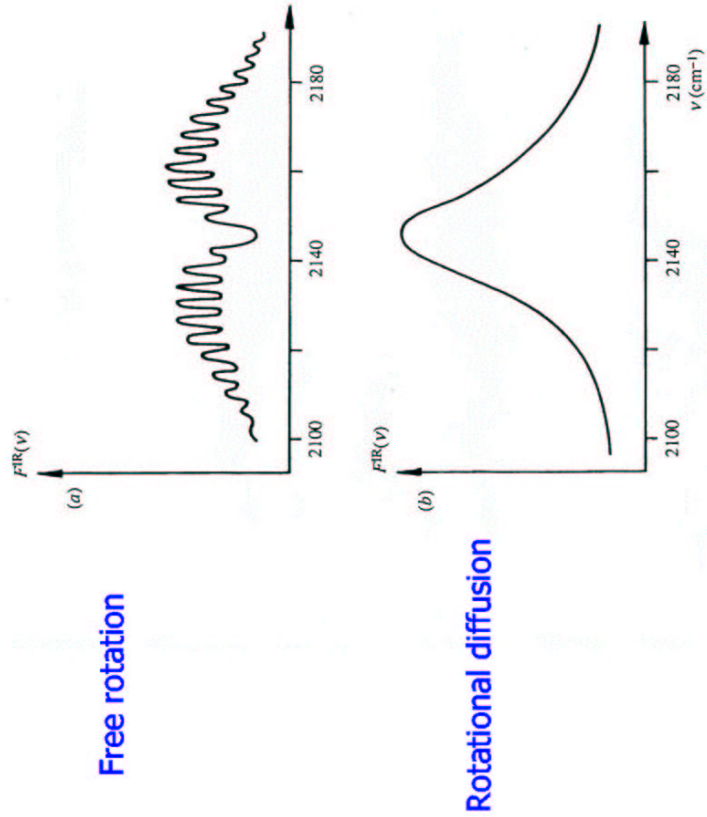 Free rotation
(a)
F^IR(ν)
2100
2140
2180
Rotational diffusion
(b)
F^IR(ν)
2100
2140
2180
ν (cm⁻¹)